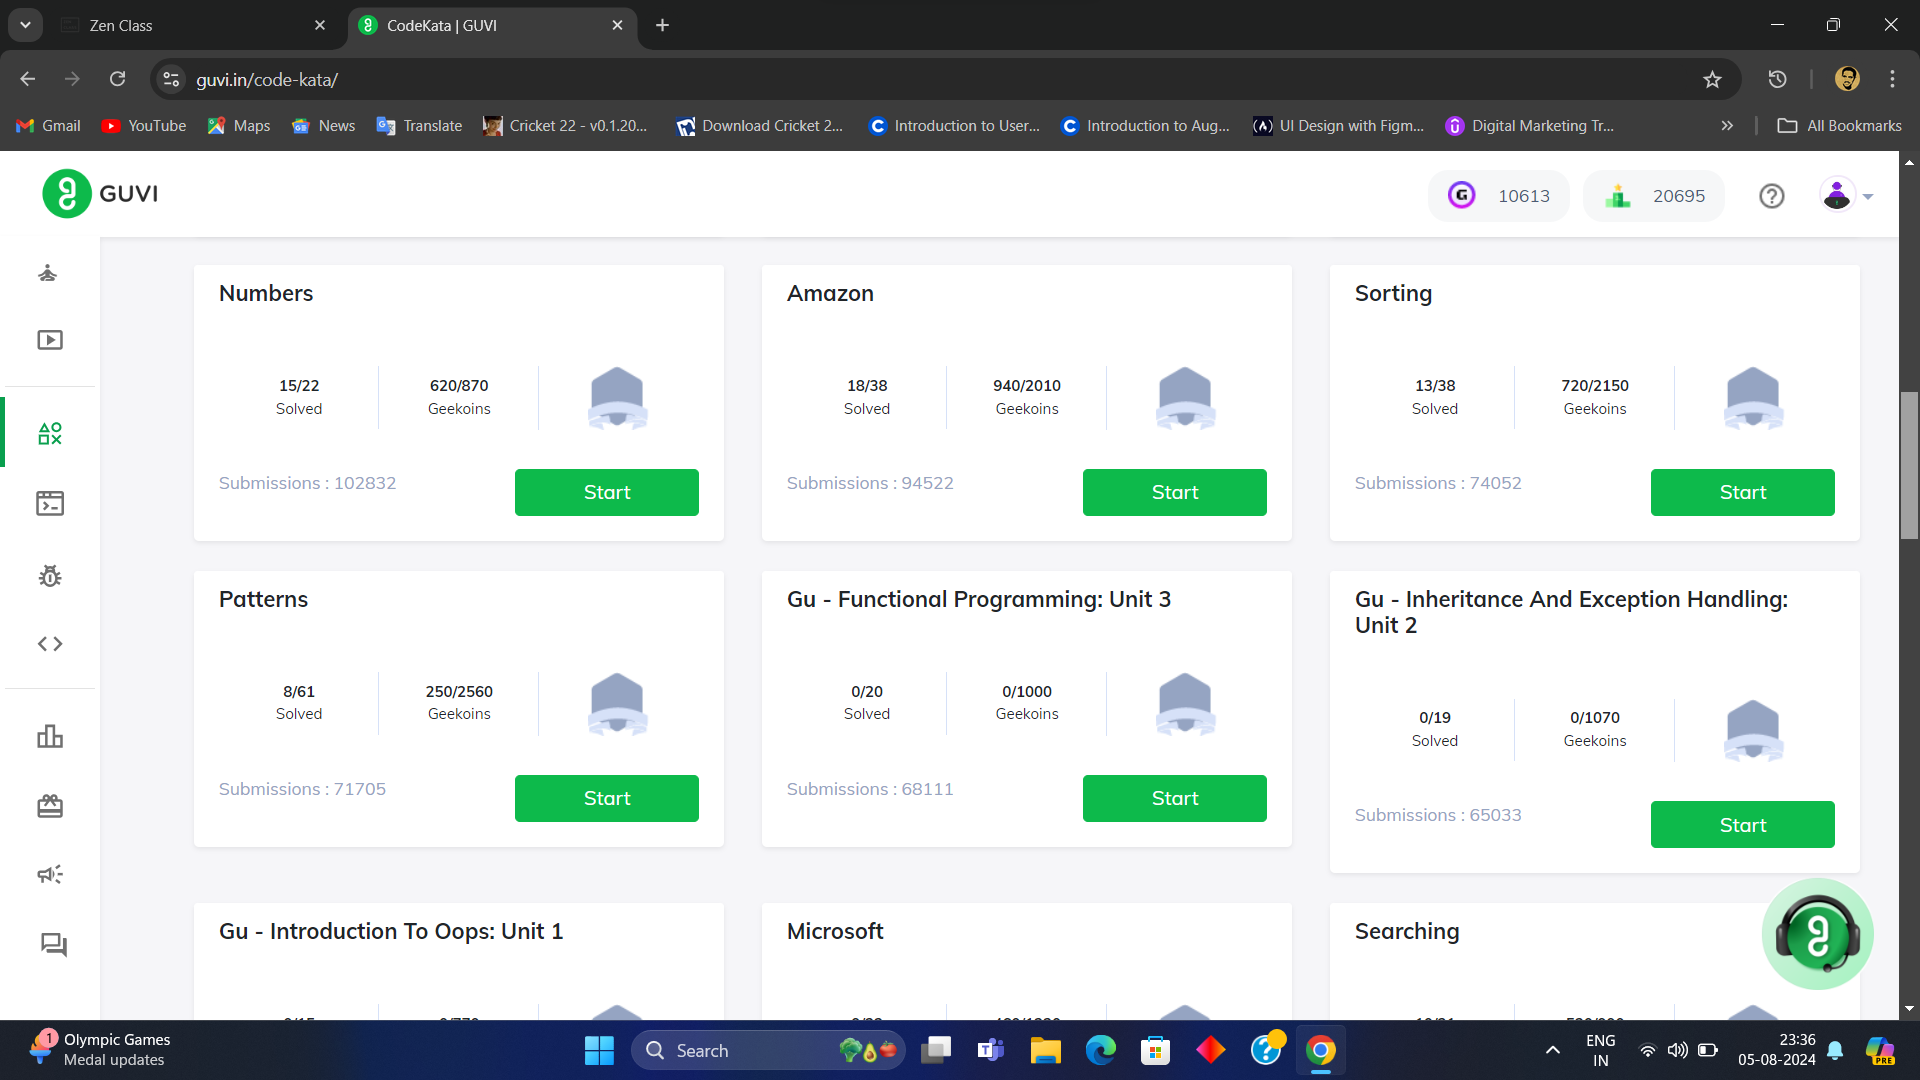 Zen Class
CodeKata | GUVI
guvi.in/code-kata/
Gmail
YouTube
Maps
News
Translate
Cricket 22 - v0.1.20...
Download Cricket 2...
Introduction to User...
Introduction to Aug...
UI Design with Figm...
Digital Marketing Tr...
All Bookmarks
GUVI
10613
20695
Numbers
15/22
Solved
620/870
Geekoins
Submissions : 102832
Start
Amazon
18/38
Solved
940/2010
Geekoins
Submissions : 94522
Start
Sorting
13/38
Solved
720/2150
Geekoins
Submissions : 74052
Start
Patterns
8/61
Solved
250/2560
Geekoins
Submissions : 71705
Start
Gu - Functional Programming: Unit 3
0/20
Solved
0/1000
Geekoins
Submissions : 68111
Start
Gu - Inheritance And Exception Handling:
Unit 2
0/19
Solved
0/1070
Geekoins
Submissions : 65033
Start
Gu - Introduction To Oops: Unit 1
Microsoft
Searching
1
Olympic Games
Medal updates
Search
ENG
IN
23:36
05-08-2024
PRE